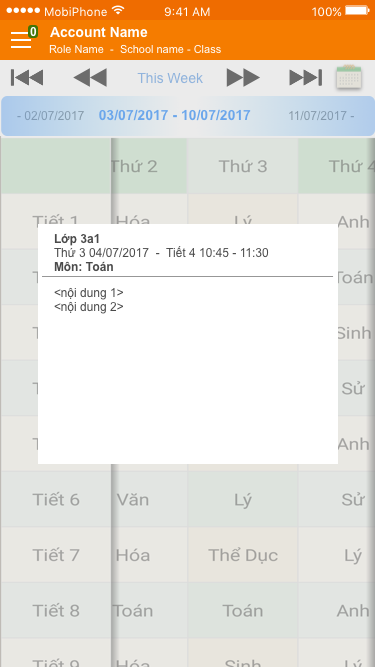 MobiPhone 9:41 AM 100%
0 Account Name
Role Name - School name - Class
This Week
- 02/07/2017 03/07/2017 - 10/07/2017 11/07/2017 -
Thứ 2 Thứ 3 Thứ 4
Tiết 1 Hóa Lý Anh
Lớp 3a1
Thứ 3 04/07/2017 - Tiết 4 10:45 - 11:30
Môn: Toán
<nội dung 1>
<nội dung 2>
Toán
Sinh
Sử
Anh
Tiết 6 Văn Lý Sử
Tiết 7 Hóa Thể Dục Lý
Tiết 8 Toán Toán Anh
Tiết 9 Hóa Sinh Lý